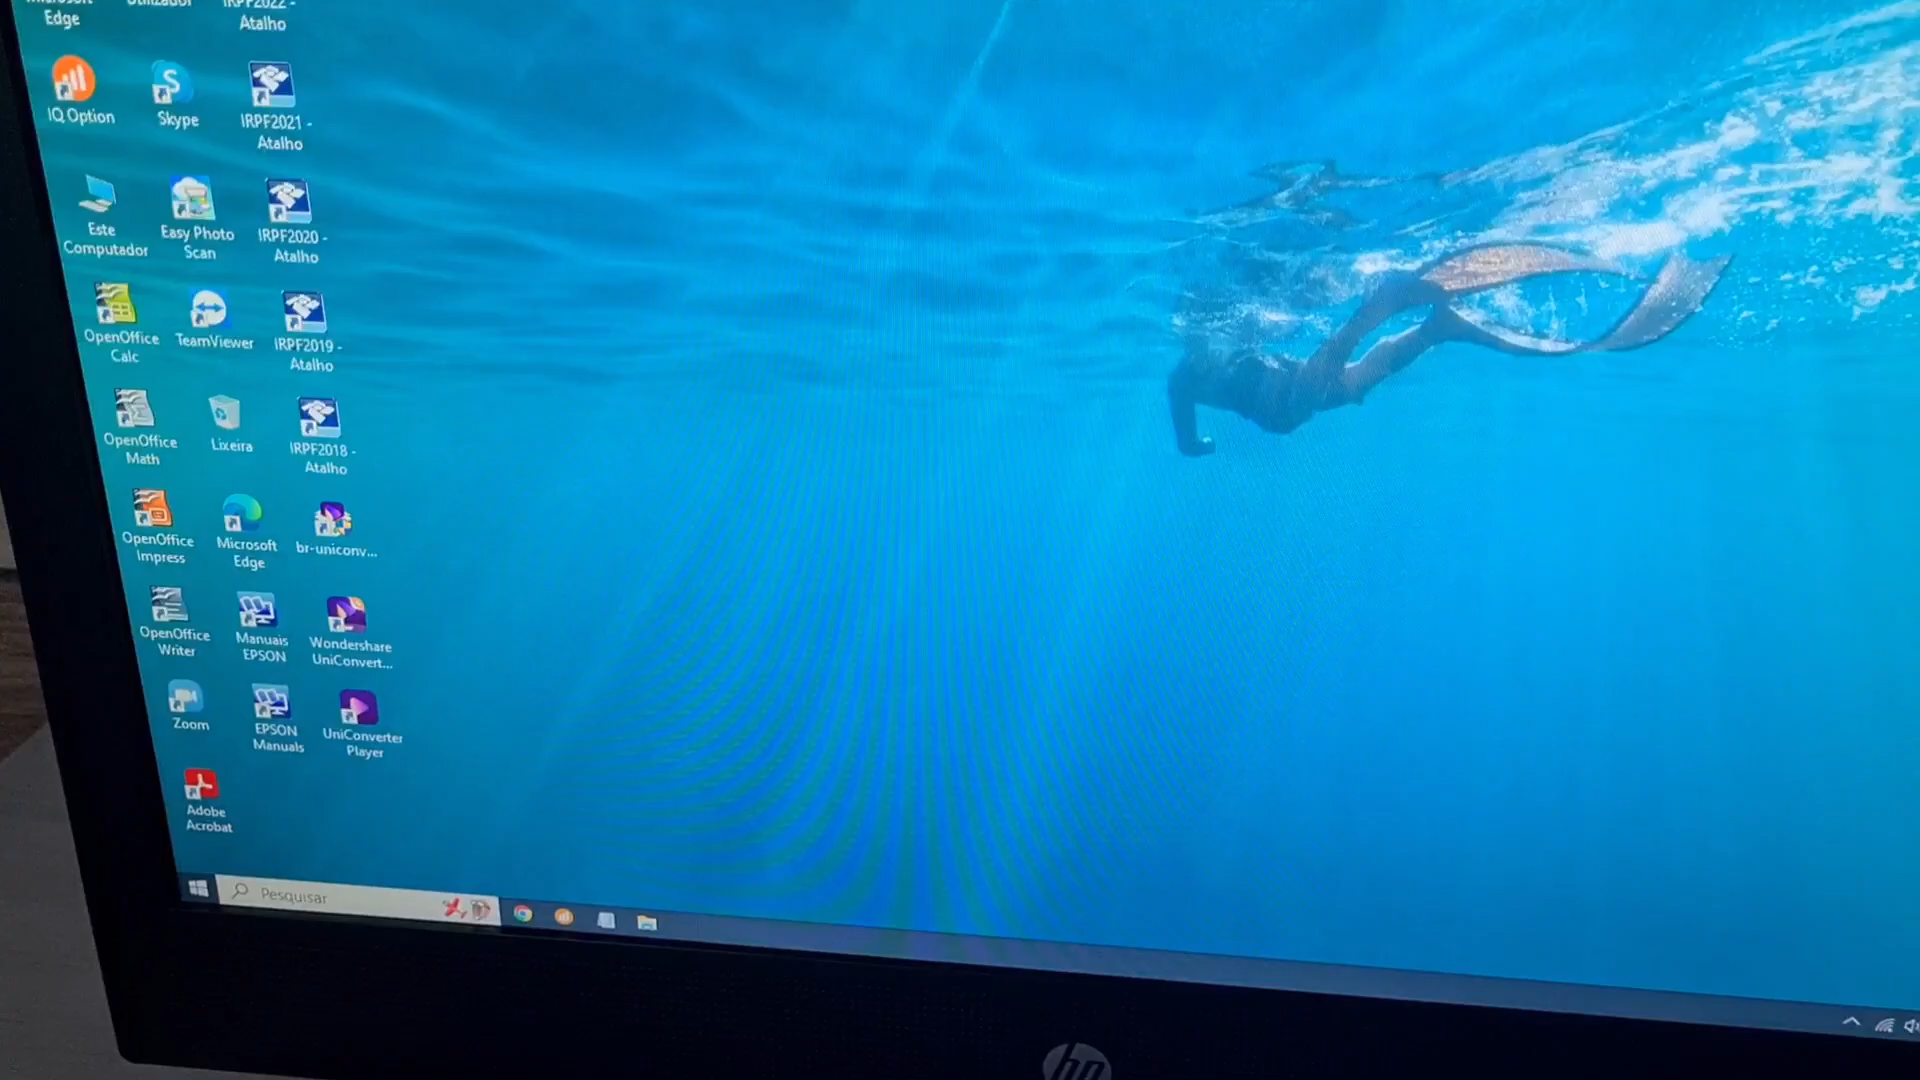 Edge
IRPF2022 -
Atalho
IQ Option
Skype
IRPF2021 -
Atalho
Este
Computador
Easy Photo
Scan
IRPF2020 -
Atalho
OpenOffice
Calc
TeamViewer
IRPF2019 -
Atalho
OpenOffice
Math
Lixeira
IRPF2018 -
Atalho
OpenOffice
Impress
Microsoft
Edge
br-uniconv...
OpenOffice
Writer
Manuais
EPSON
Wondershare
UniConvert...
Zoom
EPSON
Manuals
UniConverter
Player
Adobe
Acrobat
Pesquisar
hp